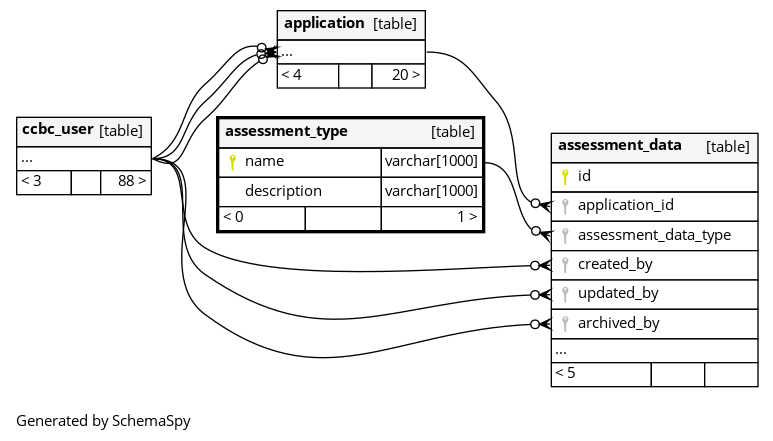 application [table]
...
< 4 20 >
ccbc_user [table]
...
< 3 88 >
assessment_type [table]
name varchar[1000]
description varchar[1000]
< 0 1 >
assessment_data [table]
id
application_id
assessment_data_type
created_by
updated_by
archived_by
...
< 5
Generated by SchemaSpy